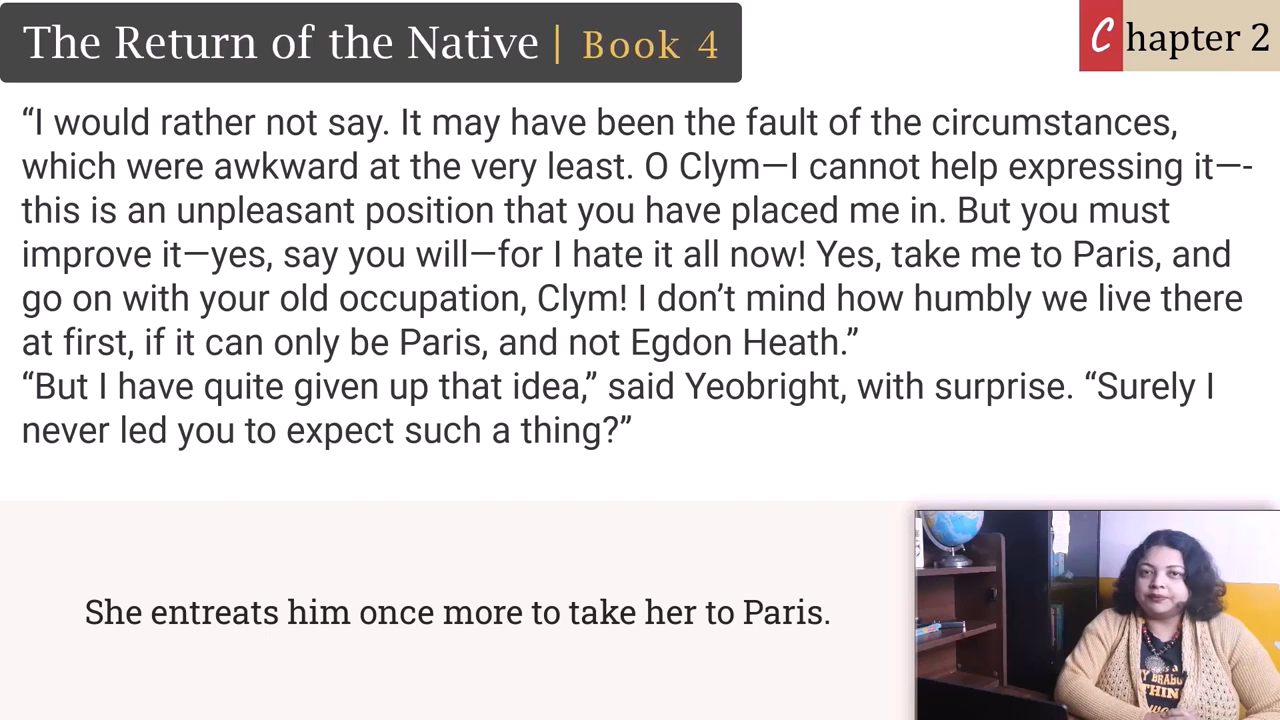 The Return of the Native | Book 4
Chapter 2
“I would rather not say. It may have been the fault of the circumstances,
which were awkward at the very least. O Clym—I cannot help expressing it—-
this is an unpleasant position that you have placed me in. But you must
improve it—yes, say you will—for I hate it all now! Yes, take me to Paris, and
go on with your old occupation, Clym! I don’t mind how humbly we live there
at first, if it can only be Paris, and not Egdon Heath.”
“But I have quite given up that idea,” said Yeobright, with surprise. “Surely I
never led you to expect such a thing?”
She entreats him once more to take her to Paris.
THIN